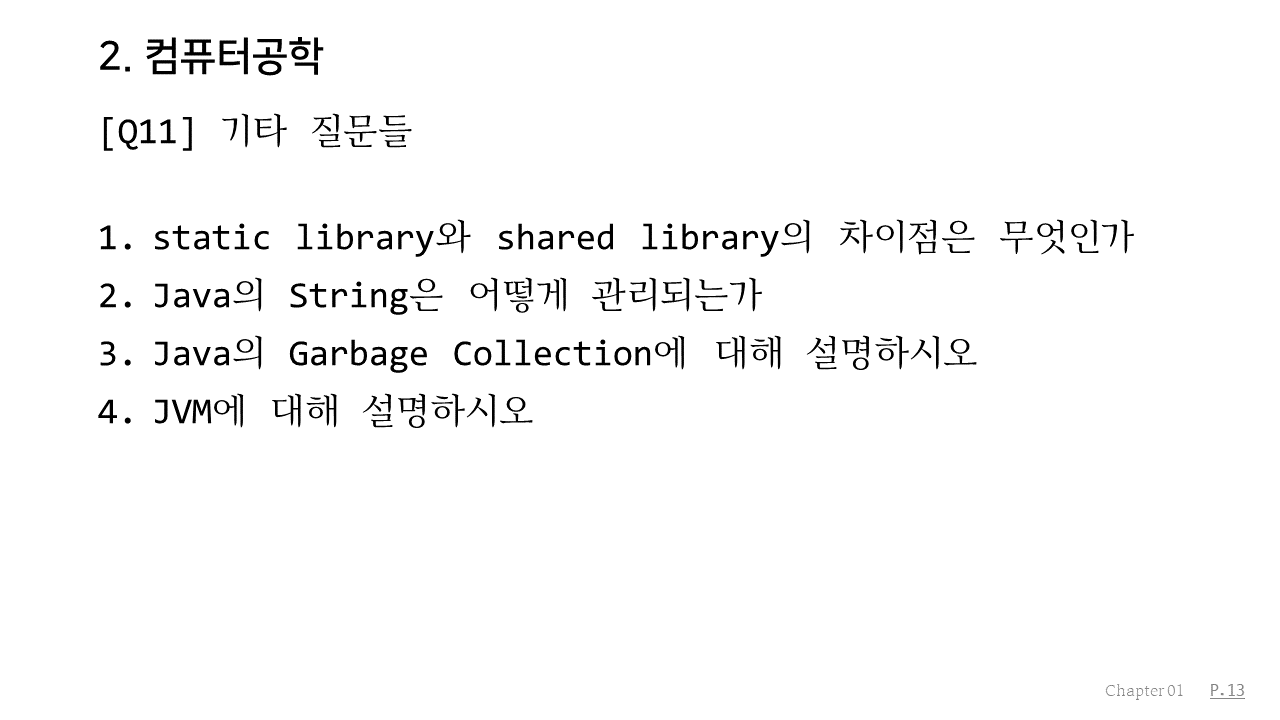 2. 컴퓨터공학
[Q11] 기타 질문들
1. static library와 shared library의 차이점은 무엇인가
2. Java의 String은 어떻게 관리되는가
3. Java의 Garbage Collection에 대해 설명하시오
4. JVM에 대해 설명하시오
Chapter 01 P.13